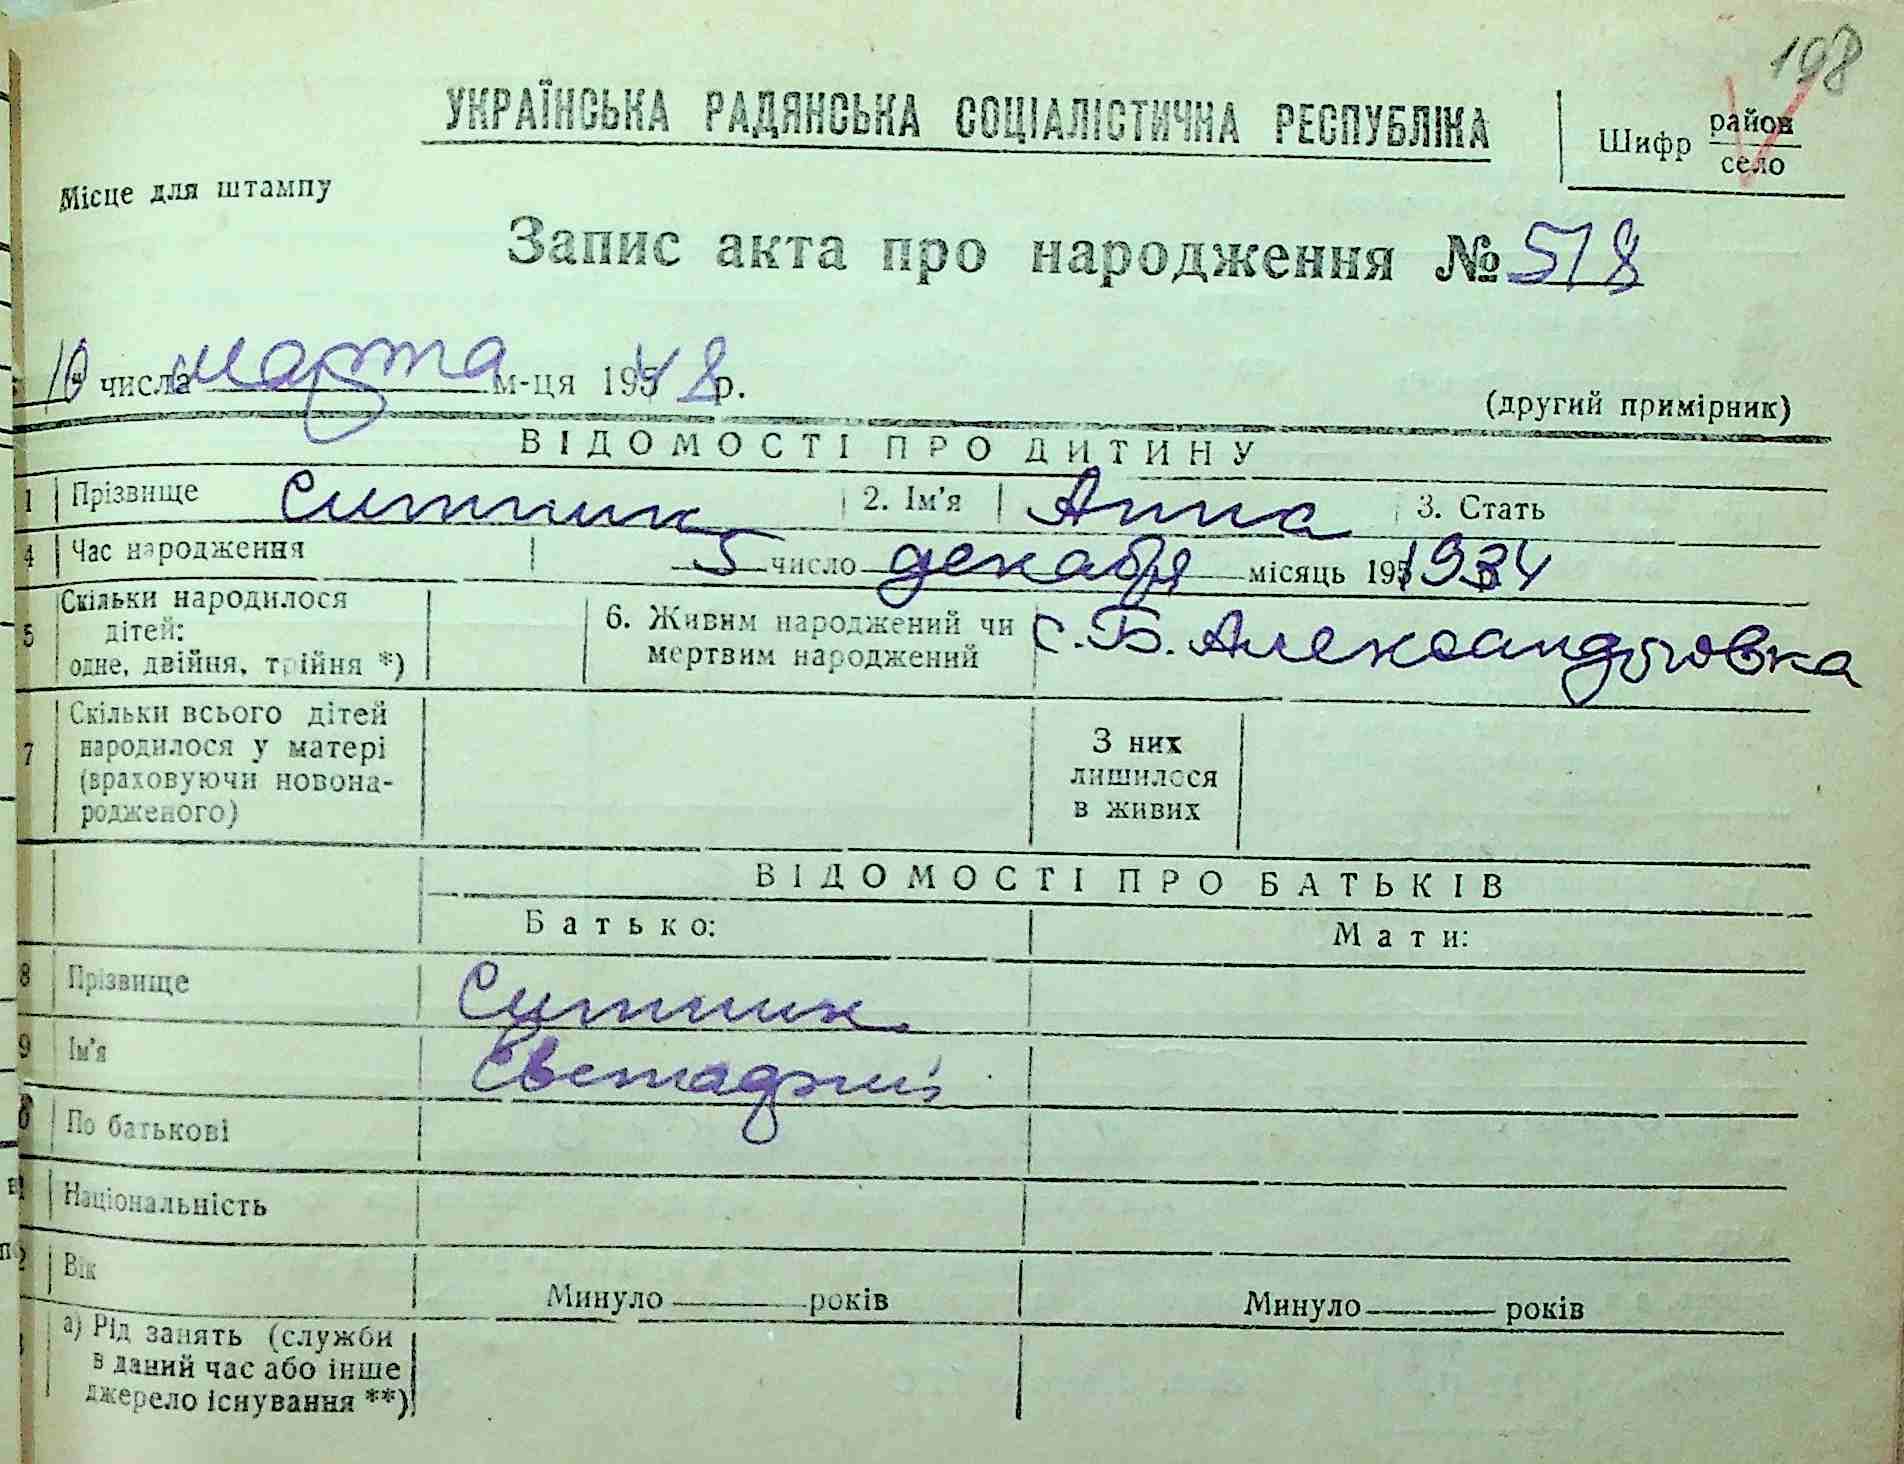 198
УКРАЇНСЬКА РАДЯНСЬКА СОЦІАЛІСТИЧНА РЕСПУБЛІКА
Шифр район
село
Місце для штампу
Запис акта про народження № 518
10 числа марта м-ця 195 48 р.
(другий примірник)
ВІДОМОСТІ ПРО ДИТИНУ
1 Прізвище Ситник 2. Ім'я Анна 3. Стать
4 Час народження 5 число декабря місяць 195 1934
5 Скільки народилося дітей: одне, двійня, трійня *) 6. Живим народжений чи мертвим народжений с. Б. Александровка
7 Скільки всього дітей народилося у матері (враховуючи новонародженого) З них лишилося в живих
ВІДОМОСТІ ПРО БАТЬКІВ
Батько: Мати:
8 Прізвище Ситник
9 Ім'я
По батькові
Національність
Вік Минуло років Минуло років
а) Рід занять (служби в даний час або інше джерело існування **)